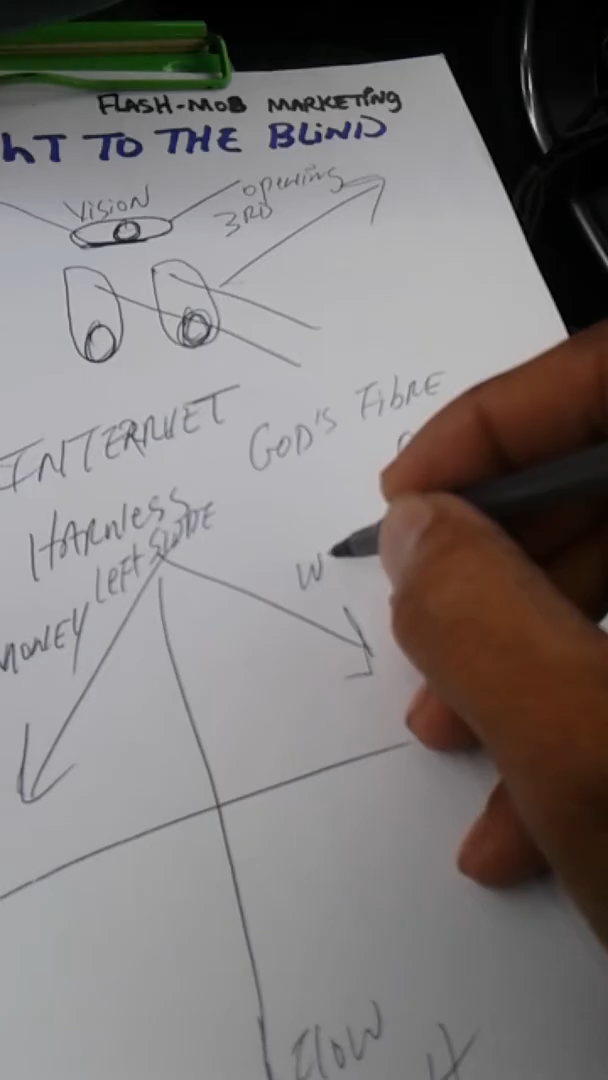 FLASH-MOB MARKETING
hT TO THE BLIND
VISION
opening
3RD
INTERNET
GOD'S FIBRE
HARNESS
LEFT SLIDE
MONEY
W
Flow